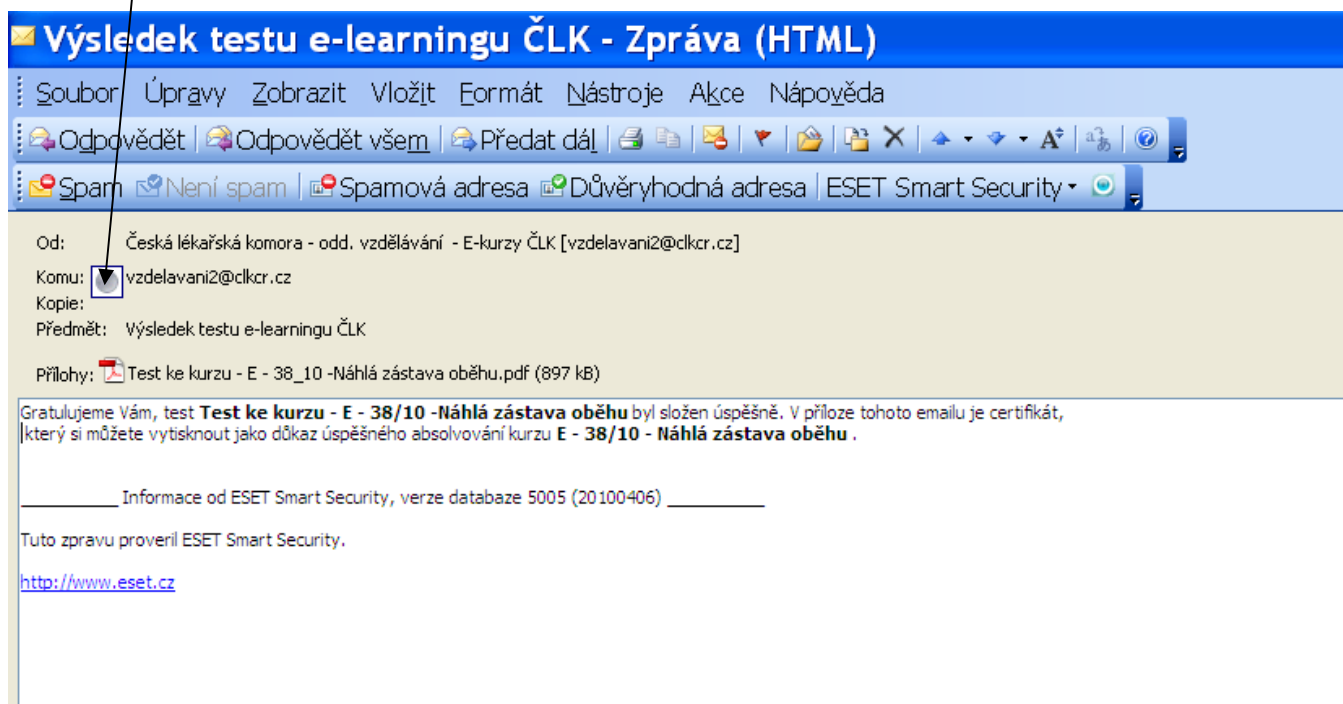 Výsledek testu e-learningu ČLK - Zpráva (HTML)
Soubor Úpravy Zobrazit Vložit Formát Nástroje Akce Nápověda
Odpovědět Odpovědět všem Předat dál
Spam Není spam Spamová adresa Důvěryhodná adresa ESET Smart Security
Od: Česká lékařská komora - odd. vzdělávání - E-kurzy ČLK [vzdelavani2@clkcr.cz]
Komu: vzdelavani2@clkcr.cz
Kopie:
Předmět: Výsledek testu e-learningu ČLK
Přílohy: Test ke kurzu - E - 38_10 -Náhlá zástava oběhu.pdf (897 kB)
Gratulujeme Vám, test Test ke kurzu - E - 38/10 -Náhlá zástava oběhu byl složen úspěšně. V příloze tohoto emailu je certifikát,
který si můžete vytisknout jako důkaz úspěšného absolvování kurzu E - 38/10 - Náhlá zástava oběhu .
__________ Informace od ESET Smart Security, verze databaze 5005 (20100406) __________
Tuto zpravu proveril ESET Smart Security.
http://www.eset.cz